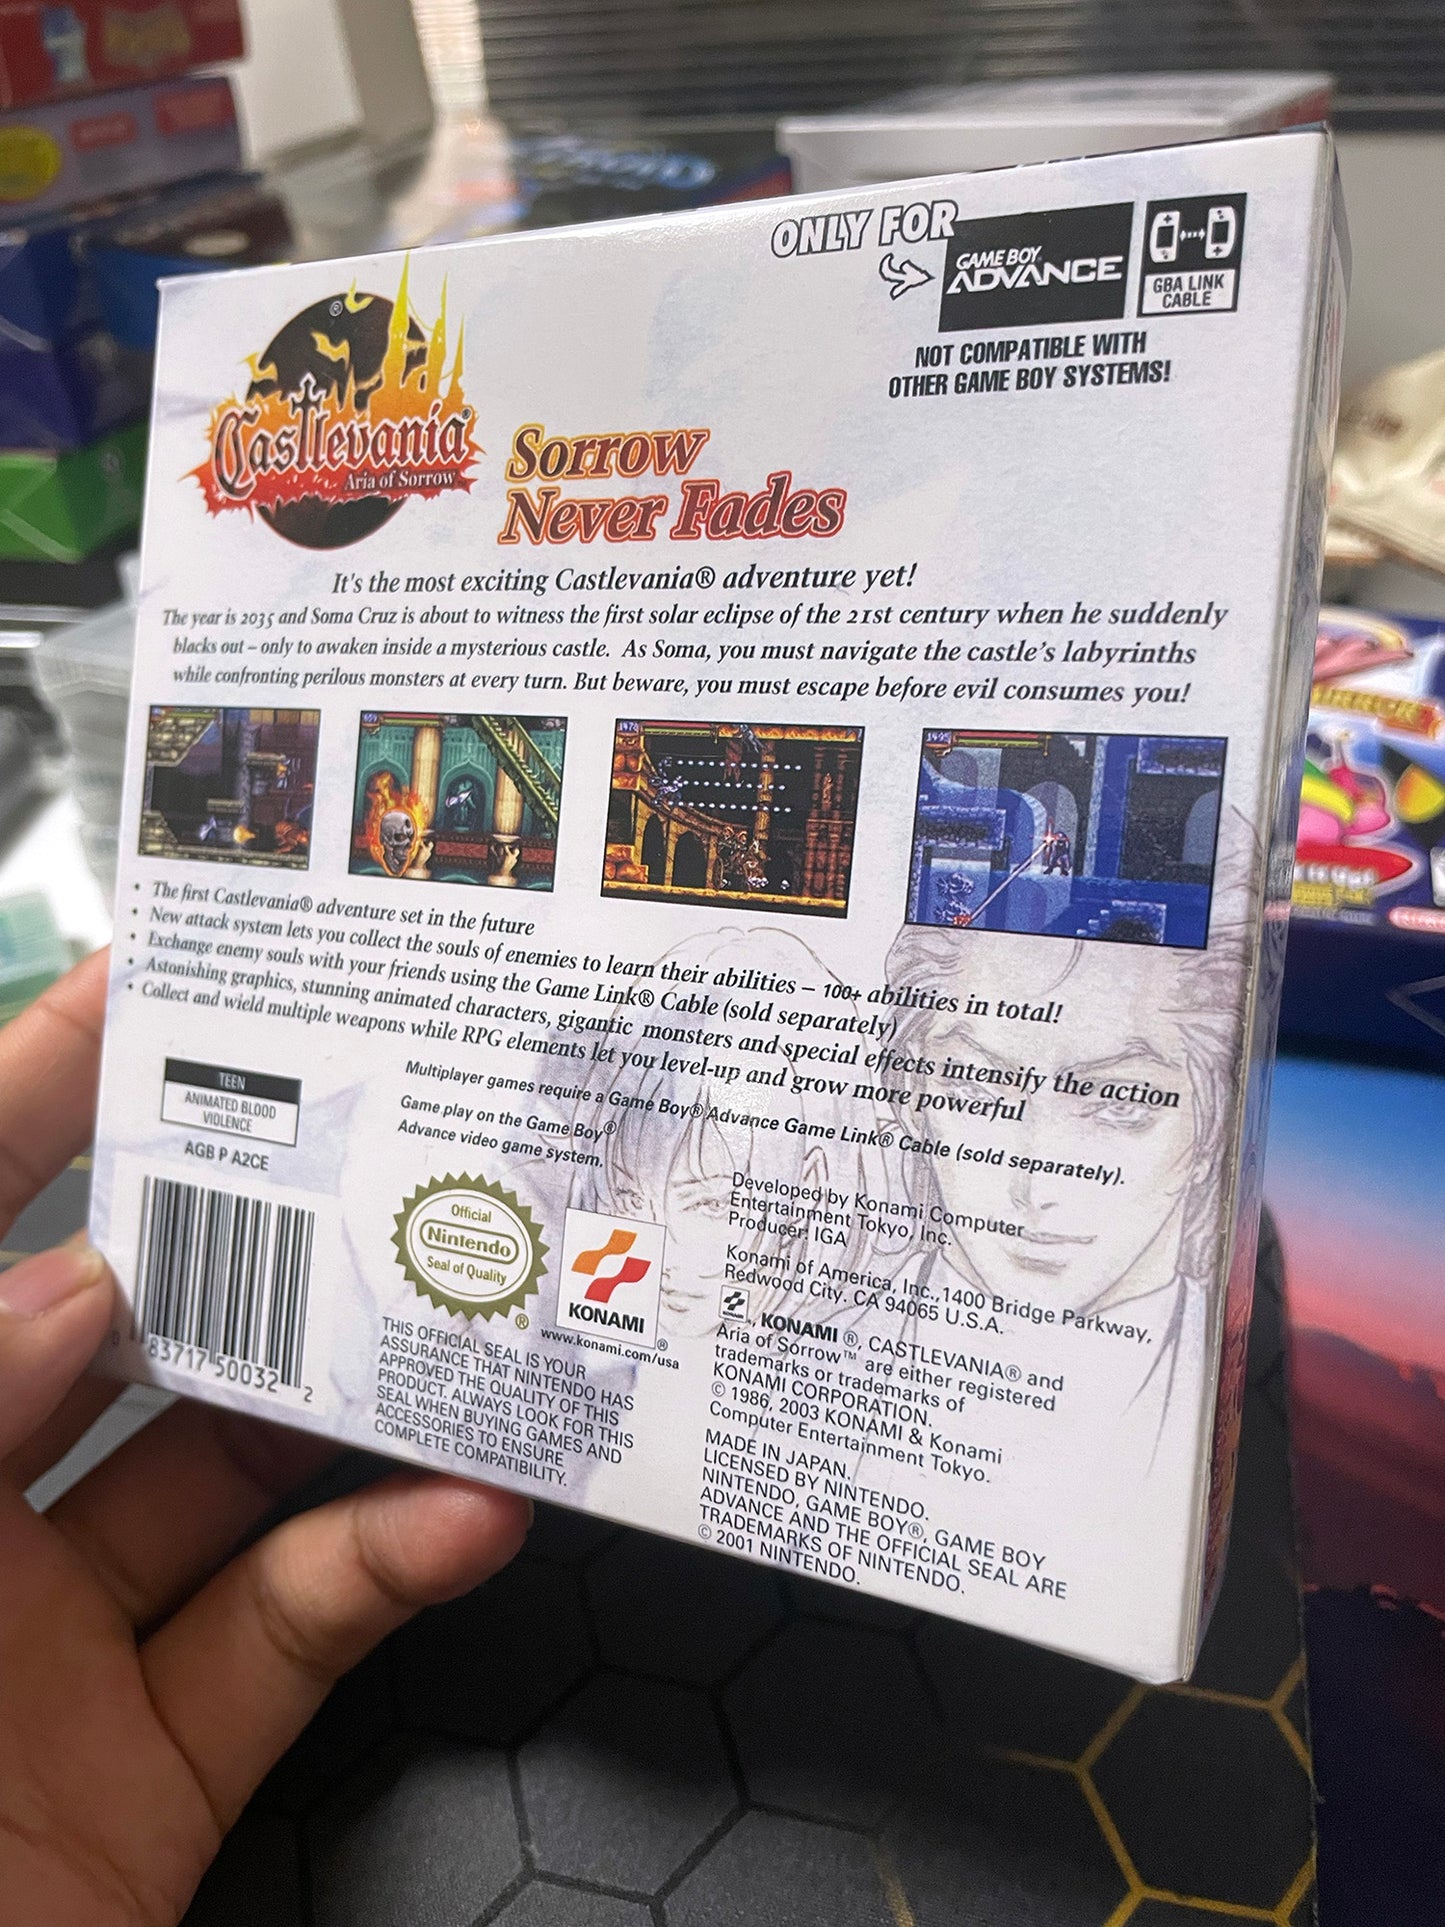 ONLY FOR
GAME BOY
ADVANCE
GBA LINK
CABLE
NOT COMPATIBLE WITH
OTHER GAME BOY SYSTEMS!
®
Castlevania®
Aria of Sorrow™
Sorrow
Never Fades
It's the most exciting Castlevania® adventure yet!
The year is 2035 and Soma Cruz is about to witness the first solar eclipse of the 21st century when he suddenly
blacks out – only to awaken inside a mysterious castle. As Soma, you must navigate the castle's labyrinths
while confronting perilous monsters at every turn. But beware, you must escape before evil consumes you!
• The first Castlevania® adventure set in the future
• New attack system lets you collect the souls of enemies to learn their abilities – 100+ abilities in total!
• Exchange enemy souls with your friends using the Game Link® Cable (sold separately)
• Astonishing graphics, stunning animated characters, gigantic monsters and special effects intensify the action
• Collect and wield multiple weapons while RPG elements let you level-up and grow more powerful
Multiplayer games require a Game Boy® Advance Game Link® Cable (sold separately).
Game play on the Game Boy®
Advance video game system.
TEEN
ANIMATED BLOOD
VIOLENCE
AGB P A2CE
83717 50032 2
Official
Nintendo
Seal of Quality
®
THIS OFFICIAL SEAL IS YOUR
ASSURANCE THAT NINTENDO HAS
APPROVED THE QUALITY OF THIS
PRODUCT. ALWAYS LOOK FOR THIS
SEAL WHEN BUYING GAMES AND
ACCESSORIES TO ENSURE
COMPLETE COMPATIBILITY.
KONAMI
®
www.konami.com/usa
Developed by Konami Computer
Entertainment Tokyo, Inc.
Producer: IGA
Konami of America, Inc., 1400 Bridge Parkway,
Redwood City. CA 94065 U.S.A.
, KONAMI ®, CASTLEVANIA® and
Aria of Sorrow™ are either registered
trademarks or trademarks of
KONAMI CORPORATION.
© 1986, 2003 KONAMI & Konami
Computer Entertainment Tokyo.
MADE IN JAPAN.
LICENSED BY NINTENDO.
NINTENDO, GAME BOY®, GAME BOY
ADVANCE AND THE OFFICIAL SEAL ARE
TRADEMARKS OF NINTENDO.
© 2001 NINTENDO.